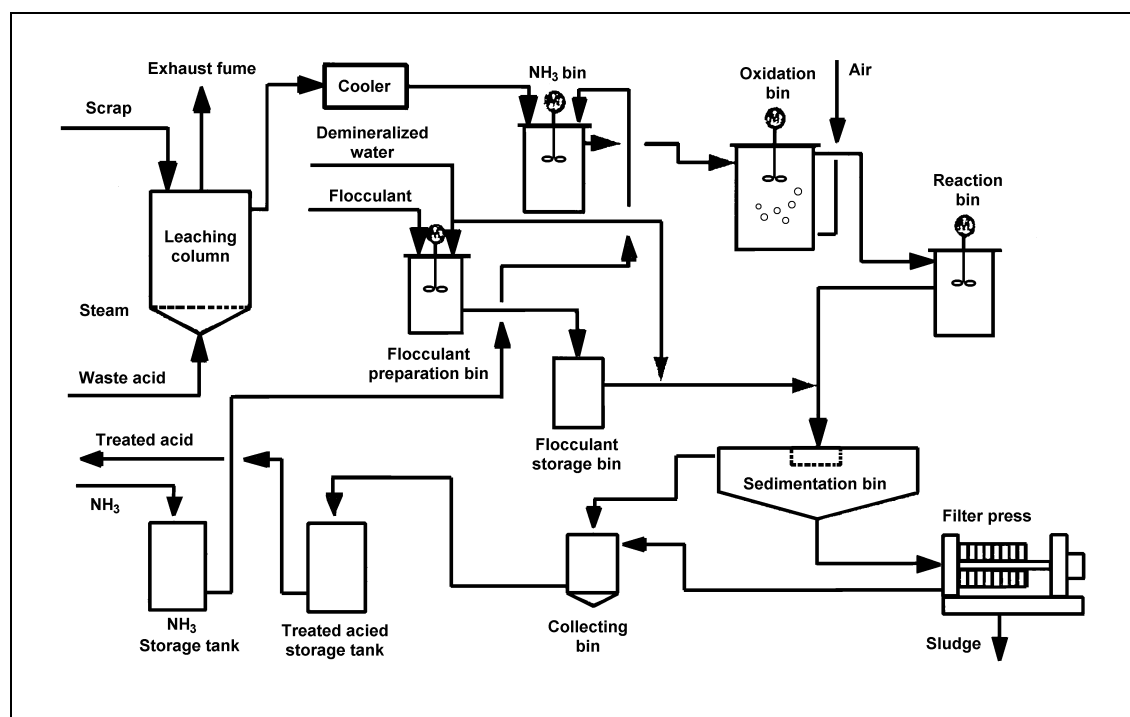 Exhaust fume
Scrap
Cooler
NH₃ bin
Oxidation
bin
Air
Demineralized
water
Flocculant
Reaction
bin
Leaching
column
Steam
Waste acid
Flocculant
preparation bin
M
M
M
M
Treated acid
NH₃
Flocculant
storage bin
Sedimentation bin
Filter press
NH₃
Storage tank
Treated acied
storage tank
Collecting
bin
Sludge